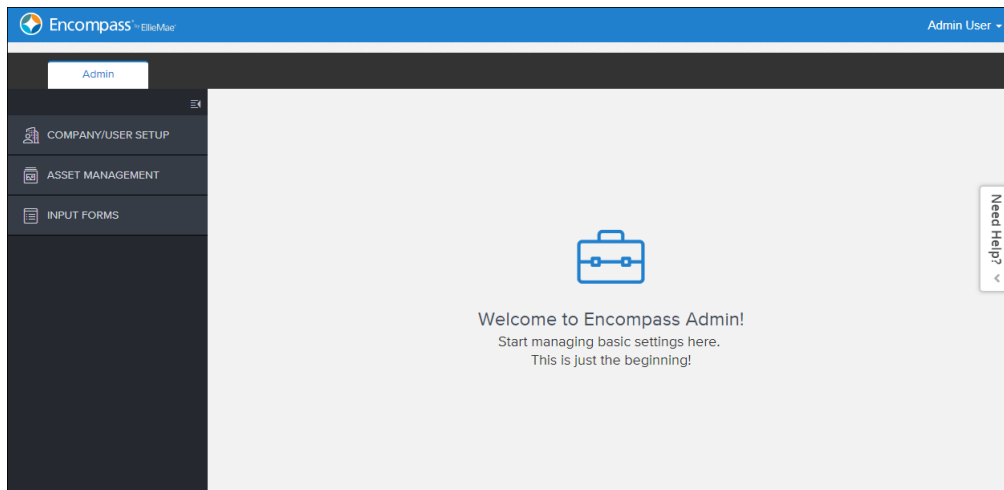 Encompass® by EllieMae®
Admin User
Admin
COMPANY/USER SETUP
ASSET MANAGEMENT
INPUT FORMS
Need Help?
Welcome to Encompass Admin!
Start managing basic settings here.
This is just the beginning!